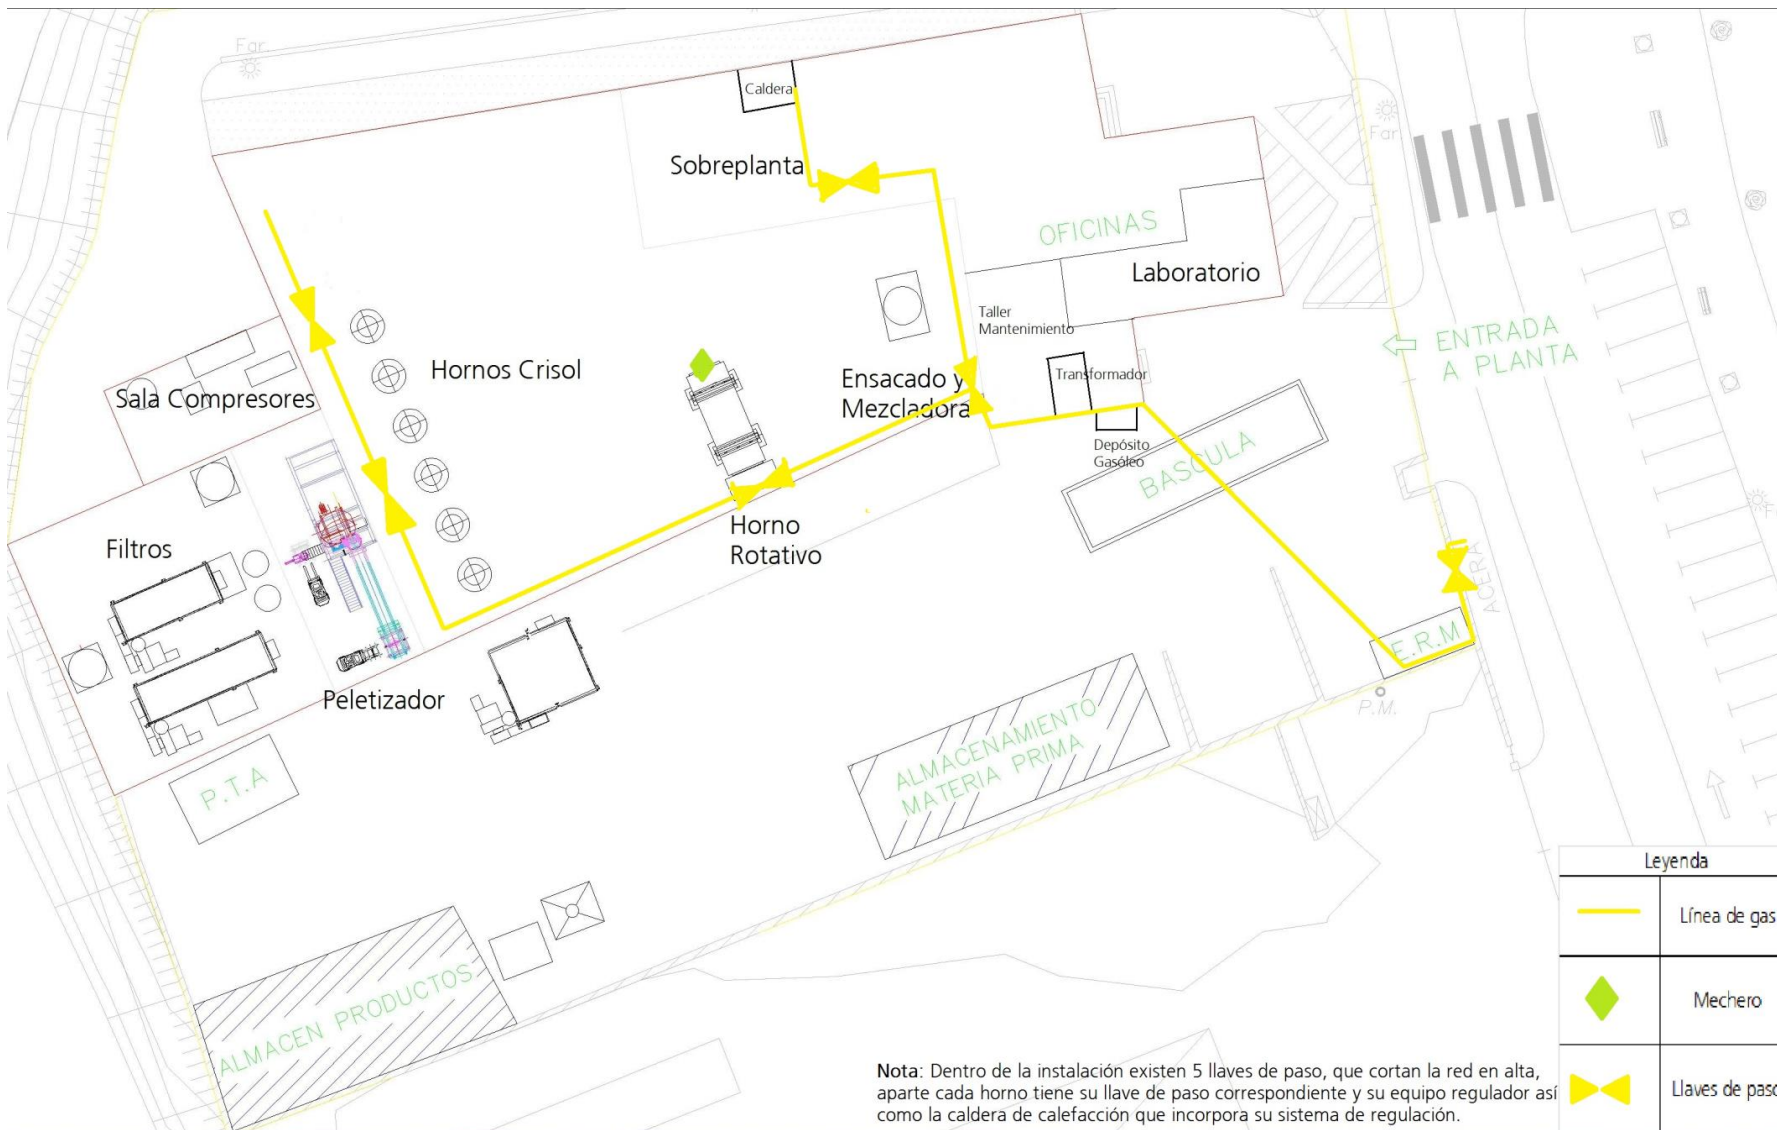 Far.
Caldera
Far.
Sobreplanta
OFICINAS
Laboratorio
Taller
Mantenimiento
ENTRADA
A PLANTA
Hornos Crisol
Ensacado y
Mezcladora
Transformador
Sala Compresores
Depósito
Gasóleo
BASCULA
Horno
Rotativo
Filtros
ACERA
E.R.M
P.M.
Peletizador
ALMACENAMIENTO
MATERIA PRIMA
P.T.A
ALMACEN PRODUCTOS
Leyenda
Línea de gas
Mechero
Llaves de paso
Nota: Dentro de la instalación existen 5 llaves de paso, que cortan la red en alta,
aparte cada horno tiene su llave de paso correspondiente y su equipo regulador así
como la caldera de calefacción que incorpora su sistema de regulación.